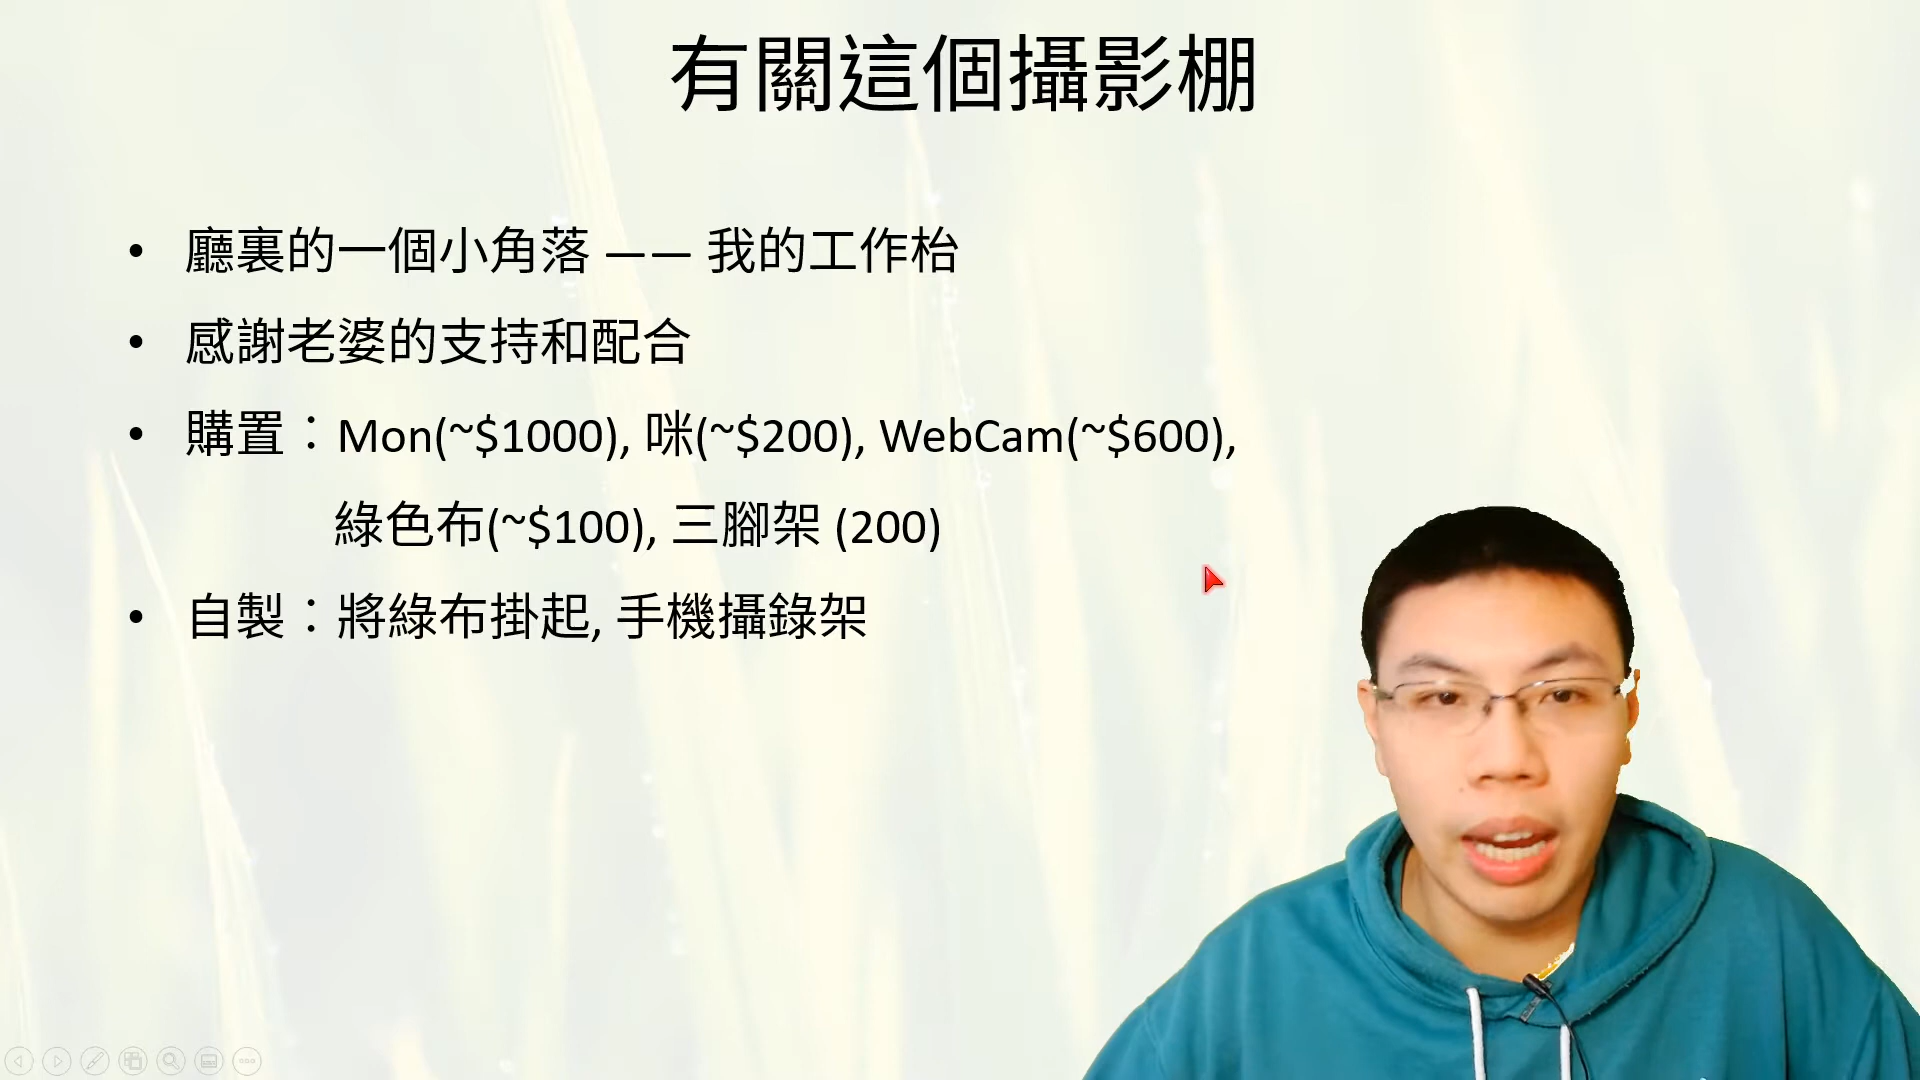 有關這個攝影棚
• 廳裏的一個小角落 —— 我的工作枱
• 感謝老婆的支持和配合
• 購置：Mon(~$1000), 咪(~$200), WebCam(~$600),
綠色布(~$100), 三腳架 (200)
• 自製：將綠布掛起, 手機攝錄架